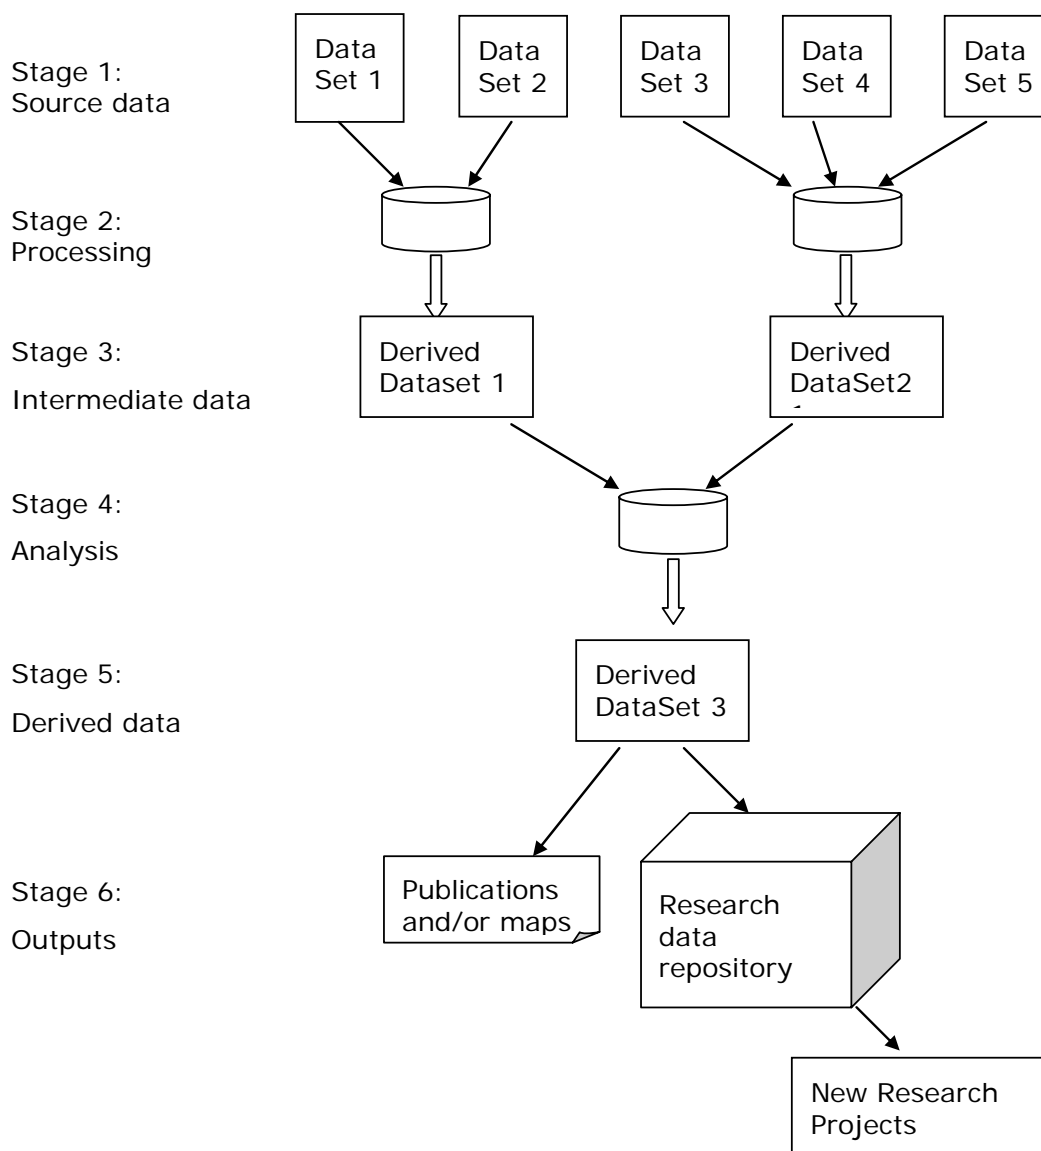 Stage 1:
Source data
Data
Set 1
Data
Set 2
Data
Set 3
Data
Set 4
Data
Set 5
Stage 2:
Processing
Stage 3:
Intermediate data
Derived
Dataset 1
Derived
DataSet2
Stage 4:
Analysis
Stage 5:
Derived data
Derived
DataSet 3
Stage 6:
Outputs
Publications
and/or maps
Research
data
repository
New Research
Projects